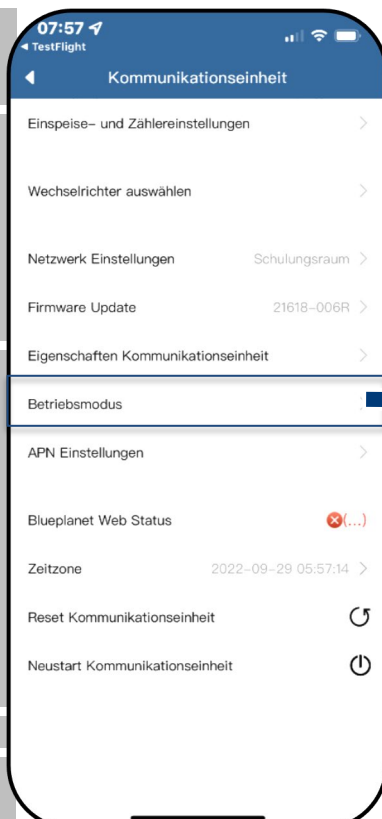 07:57
◄ TestFlight
Kommunikationseinheit
Einspeise- und Zählereinstellungen
Wechselrichter auswählen
Netzwerk Einstellungen Schulungsraum
Firmware Update 21618-006R
Eigenschaften Kommunikationseinheit
Betriebsmodus
APN Einstellungen
Blueplanet Web Status (...)
Zeitzone 2022-09-29 05:57:14
Reset Kommunikationseinheit
Neustart Kommunikationseinheit